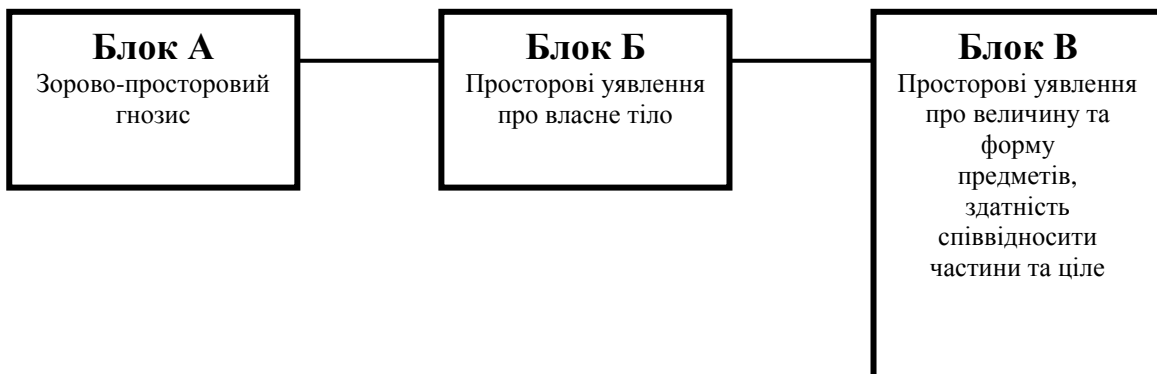 Блок А
Зорово-просторовий
гнозис
Блок Б
Просторові уявлення
про власне тіло
Блок В
Просторові уявлення
про величину та
форму
предметів,
здатність
співвідносити
частини та ціле